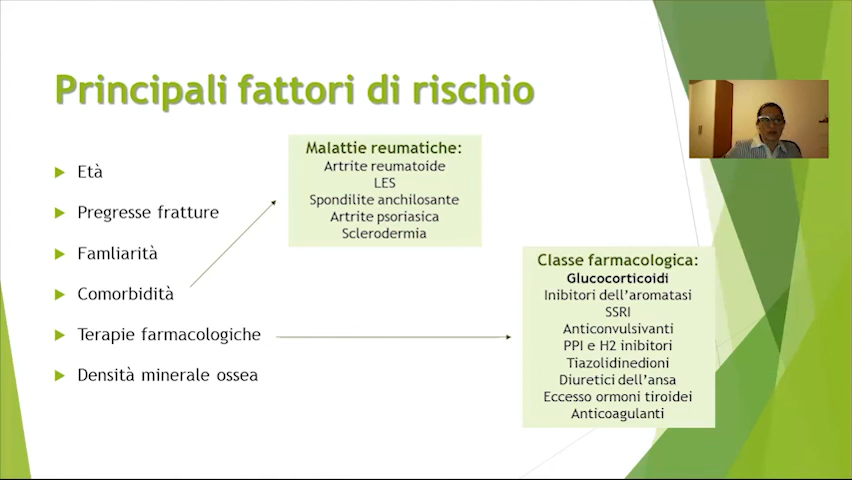 Principali fattori di rischio
Età
Pregresse fratture
Famliarità
Comorbidità
Terapie farmacologiche
Densità minerale ossea
Malattie reumatiche:
Artrite reumatoide
LES
Spondilite anchilosante
Artrite psoriasica
Sclerodermia
Classe farmacologica:
Glucocorticoidi
Inibitori dell'aromatasi
SSRI
Anticonvulsivanti
PPI e H2 inibitori
Tiazolidinedioni
Diuretici dell'ansa
Eccesso ormoni tiroidei
Anticoagulanti